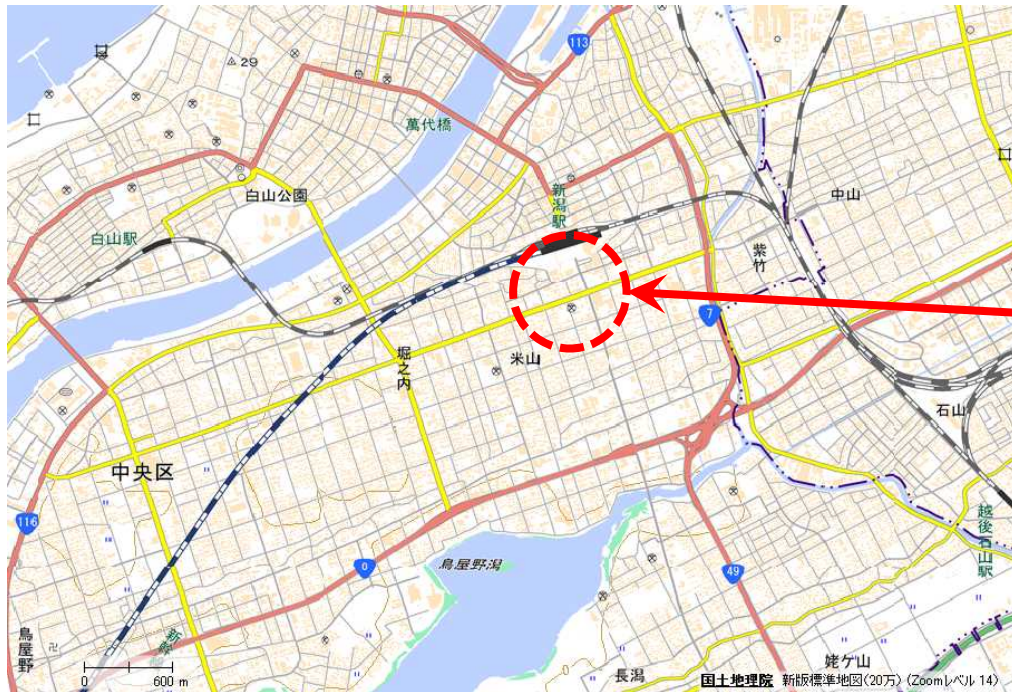 113
29
萬代橋
新潟駅
白山公園
白山駅
中山
紫竹
7
米山
堀之内
石山
中央区
116
0
鳥屋野潟
49
越後石山駅
鳥屋野
新幹
0 600 m
長潟
姥ケ山
国土地理院 新版標準地図(20万) (ZoomLベル 14)